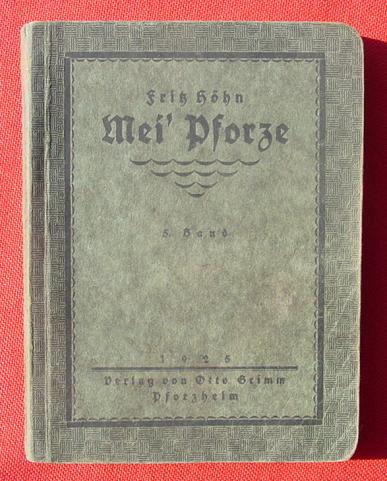 Fritz Höhn
Mei' Pforze
5. Band
1925
Verlag von Otto Grimm
Pforzheim